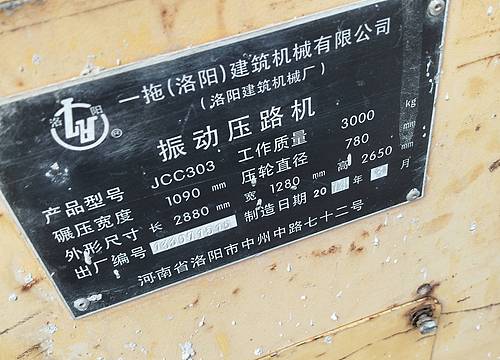 一拖(洛阳)建筑机械有限公司
(洛阳建筑机械厂)
洛 LH 阳 ®
振动压路机
产品型号 JCC303 工作质量 3000 kg
碾压宽度 1090 mm 压轮直径 780 mm
外形尺寸 长 2880 mm 宽 1280 mm 高 2650 mm
出厂编号 制造日期 20 年 月
河南省洛阳市中州中路七十二号